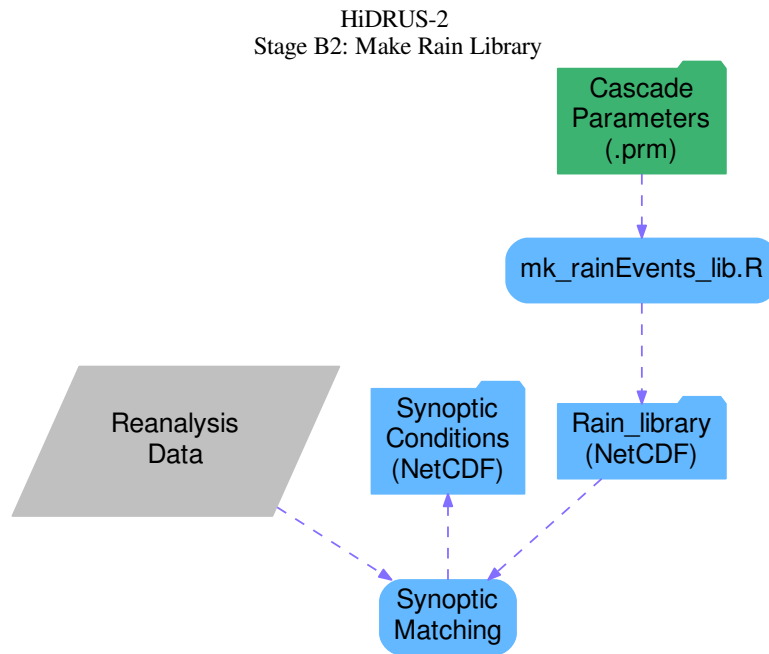 HiDRUS-2
Stage B2: Make Rain Library
Cascade
Parameters
(.prm)
mk_rainEvents_lib.R
Reanalysis
Data
Synoptic
Conditions
(NetCDF)
Rain_library
(NetCDF)
Synoptic
Matching